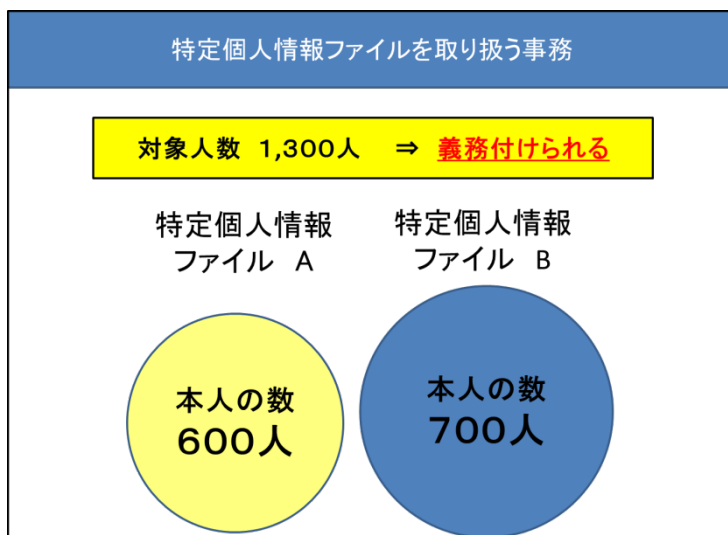 特定個人情報ファイルを取り扱う事務
対象人数 1,300人 ⇒ 義務付けられる
特定個人情報
ファイル A
特定個人情報
ファイル B
本人の数
600人
本人の数
700人